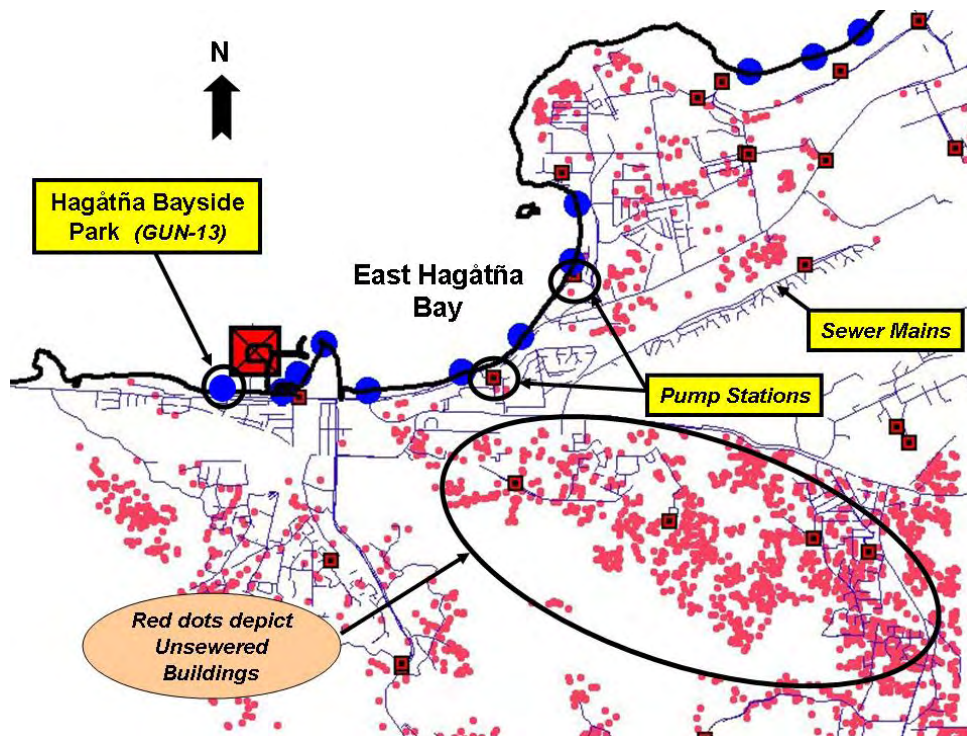 N
Hagåtña Bayside
Park (GUN-13)
East Hagåtña
Bay
Sewer Mains
Pump Stations
Red dots depict
Unsewered
Buildings